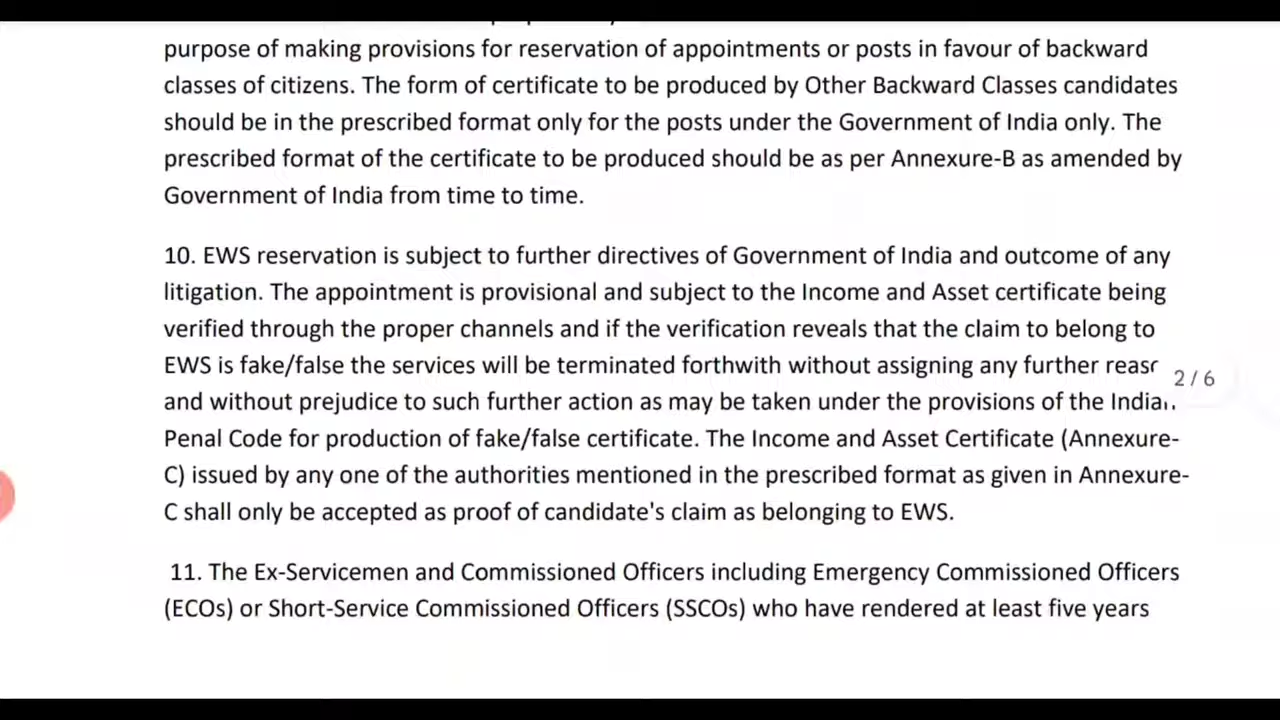 purpose of making provisions for reservation of appointments or posts in favour of backward
classes of citizens. The form of certificate to be produced by Other Backward Classes candidates
should be in the prescribed format only for the posts under the Government of India only. The
prescribed format of the certificate to be produced should be as per Annexure-B as amended by
Government of India from time to time.
10. EWS reservation is subject to further directives of Government of India and outcome of any
litigation. The appointment is provisional and subject to the Income and Asset certificate being
verified through the proper channels and if the verification reveals that the claim to belong to
EWS is fake/false the services will be terminated forthwith without assigning any further
2 / 6
and without prejudice to such further action as may be taken under the provisions of the Indian
Penal Code for production of fake/false certificate. The Income and Asset Certificate (Annexure-
C) issued by any one of the authorities mentioned in the prescribed format as given in Annexure-
C shall only be accepted as proof of candidate's claim as belonging to EWS.
11. The Ex-Servicemen and Commissioned Officers including Emergency Commissioned Officers
(ECOs) or Short-Service Commissioned Officers (SSCOs) who have rendered at least five years